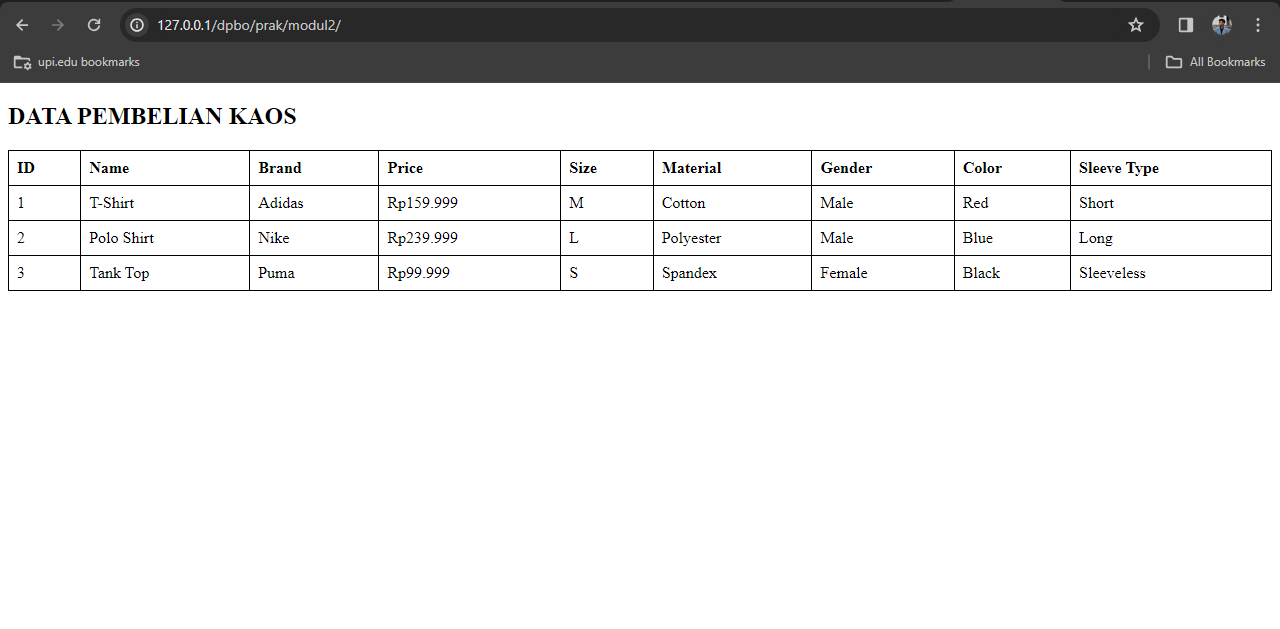 127.0.0.1/dpbo/prak/modul2/
upi.edu bookmarks All Bookmarks
DATA PEMBELIAN KAOS
ID Name Brand Price Size Material Gender Color Sleeve Type
1 T-Shirt Adidas Rp159.999 M Cotton Male Red Short
2 Polo Shirt Nike Rp239.999 L Polyester Male Blue Long
3 Tank Top Puma Rp99.999 S Spandex Female Black Sleeveless